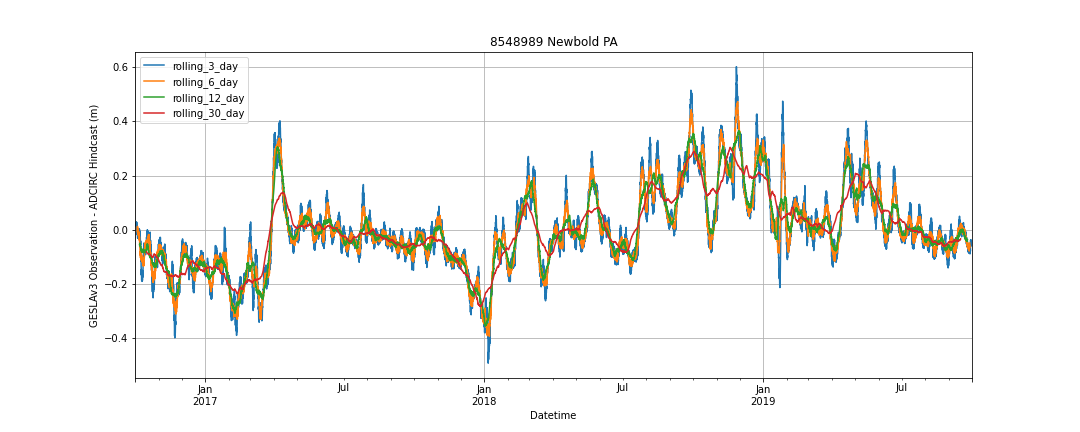 8548989 Newbold PA
rolling_3_day
rolling_6_day
rolling_12_day
rolling_30_day
GESLAv3 Observation - ADCIRC Hindcast (m)
0.6
0.4
0.2
0.0
−0.2
−0.4
Jan
2017
Jul
Jan
2018
Jul
Jan
2019
Jul
Datetime